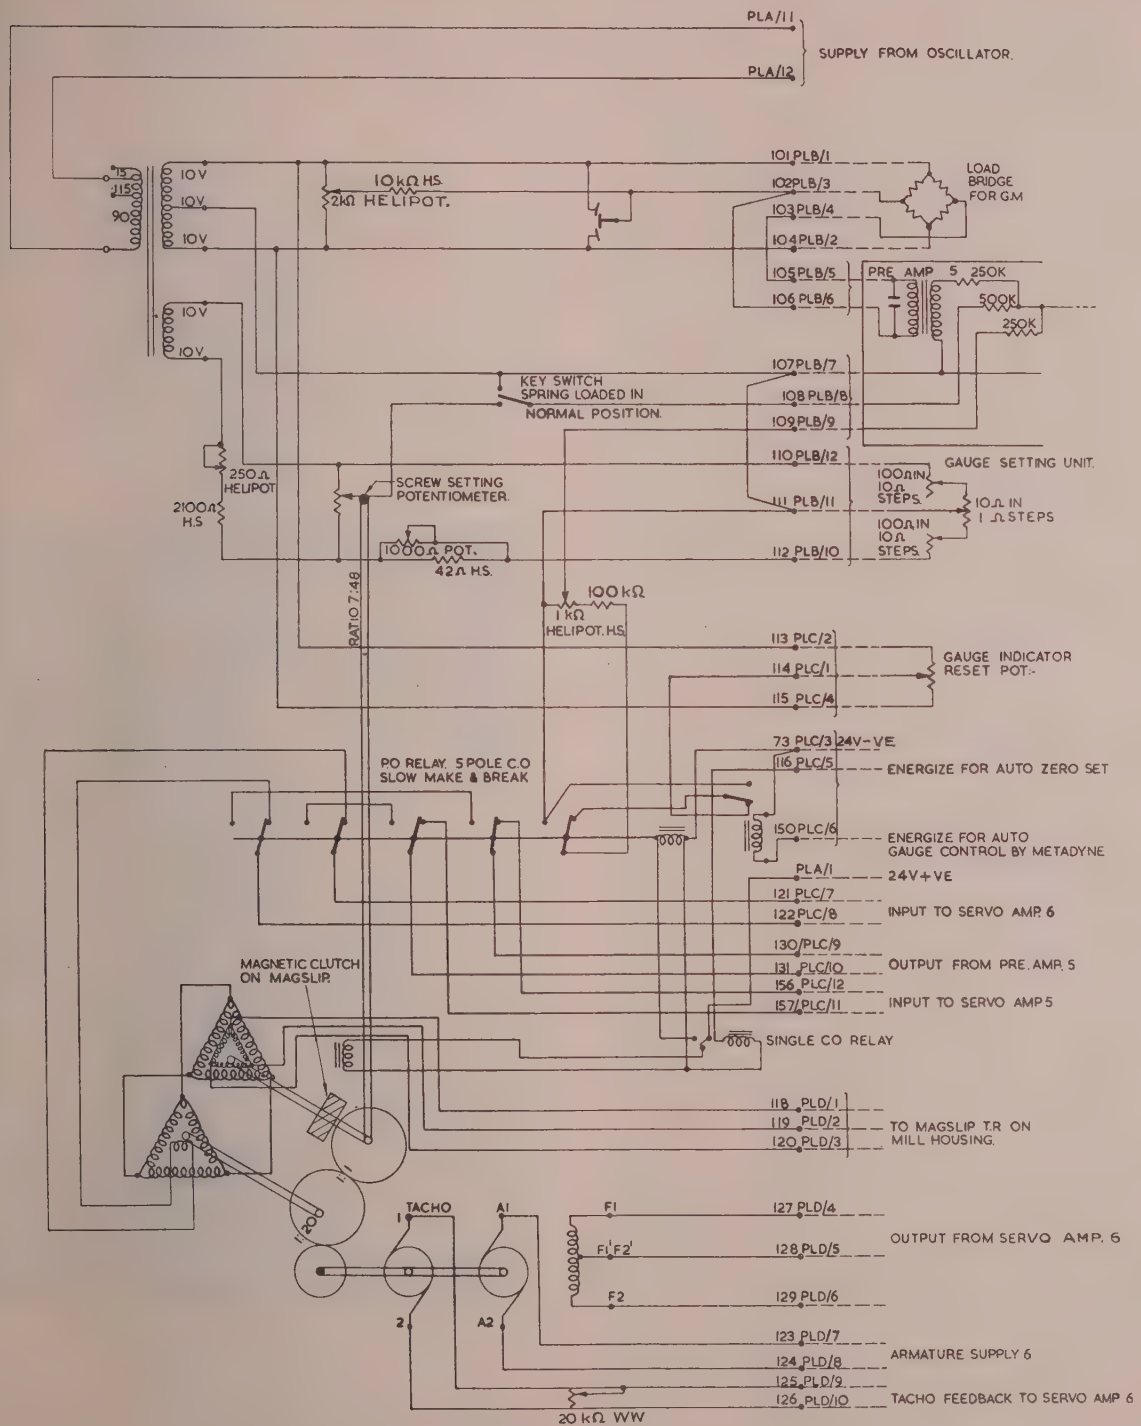 PLA/11
SUPPLY FROM OSCILLATOR.
PLA/12
15
115
90
10V
10V
10V
10kΩ HS.
2kΩ HELIPOT.
101 PLB/1
102 PLB/3
103 PLB/4
104 PLB/2
LOAD
BRIDGE
FOR G.M
105 PLB/5
106 PLB/6
PRE AMP 5
250K
500K
250K
10V
10V
107 PLB/7
KEY SWITCH
SPRING LOADED IN
NORMAL POSITION.
108 PLB/8
109 PLB/9
110 PLB/12
GAUGE SETTING UNIT.
250Ω
HELIPOT
2100Ω
H.S
SCREW SETTING
POTENTIOMETER.
111 PLB/11
100Ω IN
10Ω
STEPS.
10Ω IN
1 Ω STEPS
100Ω IN
10Ω
STEPS.
1000Ω POT.
42Ω H.S.
112 PLB/10
RATIO 7:48
100kΩ
1kΩ
HELIPOT. H.S.
113 PLC/2
114 PLC/1
115 PLC/4
GAUGE INDICATOR
RESET POT:-
P.O RELAY. 5 POLE C.O
SLOW MAKE & BREAK
73 PLC/3 24V-VE
116 PLC/5
ENERGIZE FOR AUTO ZERO SET
150 PLC/6
ENERGIZE FOR AUTO
GAUGE CONTROL BY METADYNE
PLA/1
24V+VE
121 PLC/7
122 PLC/8
INPUT TO SERVO AMP. 6
130/PLC/9
131 PLC/10
OUTPUT FROM PRE. AMP. 5
156 PLC/12
157/PLC/11
INPUT TO SERVO AMP 5
MAGNETIC CLUTCH
ON MAGSLIP.
SINGLE CO RELAY
118 PLD/1
119 PLD/2
120 PLD/3
TO MAGSLIP T.R ON
MILL HOUSING.
1:1
1:20
TACHO
1
2
A1
A2
F1
F1'F2'
F2
127 PLD/4
128 PLD/5
129 PLD/6
OUTPUT FROM SERVO AMP. 6
123 PLD/7
124 PLD/8
ARMATURE SUPPLY 6
125 PLD/9
126 PLD/10
TACHO FEEDBACK TO SERVO AMP 6
20 kΩ WW